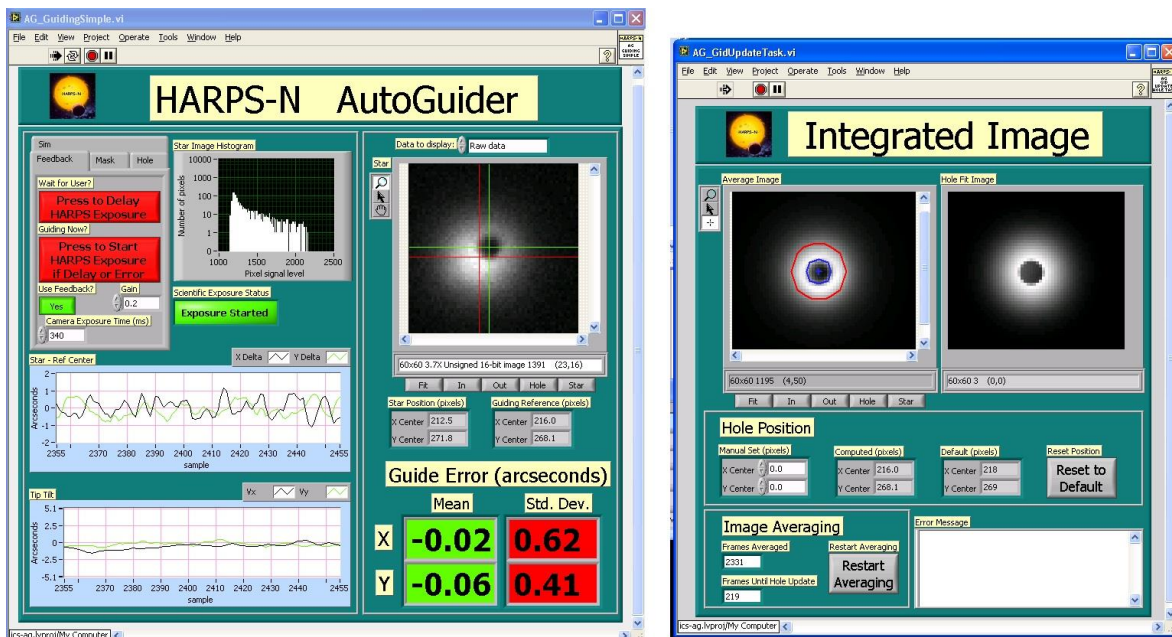 AG_GuidingSimple.vi
File Edit View Project Operate Tools Window Help
HARPS-N
AG
GUIDING
SIMPLE
HARPS-N AutoGuider
Sim
Feedback Mask Hole
Wait for User?
Press to Delay
HARPS Exposure
Guiding Now?
Press to Start
HARPS Exposure
if Delay or Error
Use Feedback? Gain
Yes 0.2
Camera Exposure Time (ms)
340
Star Image Histogram
Number of pixels
10000
1000
100
10
1
0
1000 1500 2000 2500
Pixel signal level
Scientific Exposure Status
Exposure Started
Star - Ref Center
X Delta Y Delta
Arcseconds
2
1
0
-1
-2
2355 2370 2380 2390 2400 2410 2420 2430 2440 2455
sample
Tip Tilt
Vx Vy
Arcseconds
5.1
2.5
0.0
-2.5
-5.1
2355 2370 2380 2390 2400 2410 2420 2430 2440 2455
sample
Data to display: Raw data
Star
60x60 3.7X Unsigned 16-bit image 1391 (23,16)
Fit In Out Hole Star
Star Position (pixels) Guiding Reference (pixels)
X Center 212.5 X Center 216.0
Y Center 271.8 Y Center 268.1
Guide Error (arcseconds)
Mean Std. Dev.
X -0.02 0.62
Y -0.06 0.41
ics-ag.lvproj/My Computer
AG_GidUpdateTask.vi
File Edit View Project Operate Tools Window Help
HARPS-N
Integrated Image
Average Image Hole Fit Image
60x60 1195 (4,50) 60x60 3 (0,0)
Fit In Out Hole Star
Hole Position
Manual Set (pixels) Computed (pixels) Default (pixels) Reset Position
X Center 0.0 X Center 216.0 X Center 218 Reset to
Y Center 0.0 Y Center 268.1 Y Center 269 Default
Image Averaging
Frames Averaged Restart Averaging
2331 Restart
Frames Until Hole Update Averaging
219
Error Message
ics-ag.lvproj/My Computer